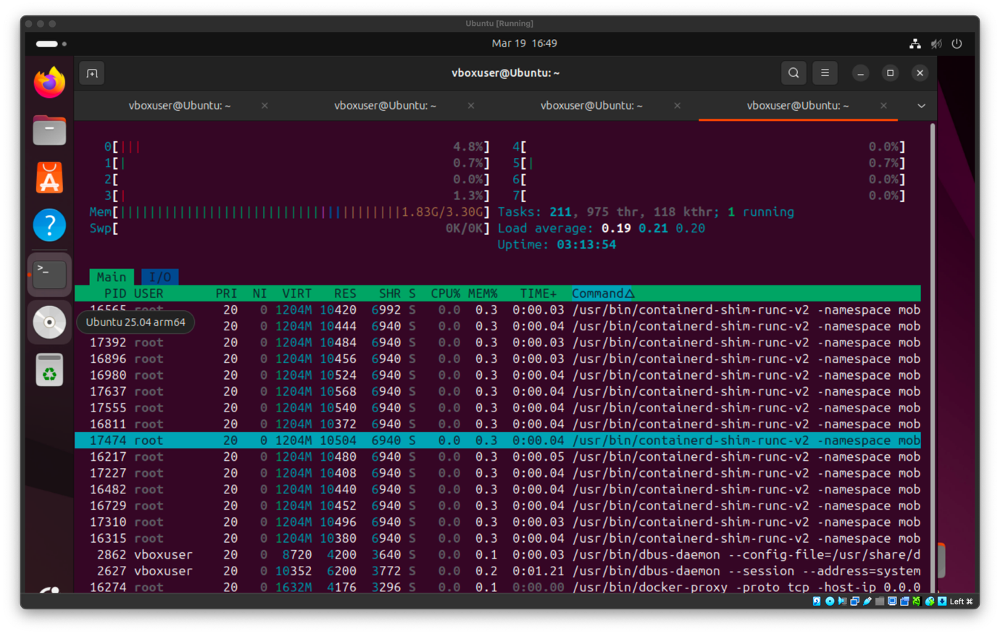 Ubuntu [Running]
Mar 19 16:49
vboxuser@Ubuntu: ~
vboxuser@Ubuntu: ~ × vboxuser@Ubuntu: ~ × vboxuser@Ubuntu: ~ × vboxuser@Ubuntu: ~ ×
0[||| 4.8%] 4[ 0.0%]
1[| 0.7%] 5[| 0.7%]
2[ 0.0%] 6[ 0.0%]
3[| 1.3%] 7[ 0.0%]
Mem[||||||||||||||||||||||||||||||||||||||1.83G/3.30G] Tasks: 211, 975 thr, 118 kthr; 1 running
Swp[ 0K/0K] Load average: 0.19 0.21 0.20
Uptime: 03:13:54
Main I/O
PID USER PRI NI VIRT RES SHR S CPU% MEM% TIME+ Command△
16565 root 20 0 1204M 10420 6992 S 0.0 0.3 0:00.03 /usr/bin/containerd-shim-runc-v2 -namespace mob
Ubuntu 25.04 arm64 20 0 1204M 10444 6940 S 0.0 0.3 0:00.04 /usr/bin/containerd-shim-runc-v2 -namespace mob
17392 root 20 0 1204M 10484 6940 S 0.0 0.3 0:00.03 /usr/bin/containerd-shim-runc-v2 -namespace mob
16896 root 20 0 1204M 10456 6940 S 0.0 0.3 0:00.03 /usr/bin/containerd-shim-runc-v2 -namespace mob
16980 root 20 0 1204M 10524 6940 S 0.0 0.3 0:00.04 /usr/bin/containerd-shim-runc-v2 -namespace mob
17637 root 20 0 1204M 10568 6940 S 0.0 0.3 0:00.04 /usr/bin/containerd-shim-runc-v2 -namespace mob
17555 root 20 0 1204M 10540 6940 S 0.0 0.3 0:00.04 /usr/bin/containerd-shim-runc-v2 -namespace mob
16811 root 20 0 1204M 10372 6940 S 0.0 0.3 0:00.04 /usr/bin/containerd-shim-runc-v2 -namespace mob
17474 root 20 0 1204M 10504 6940 S 0.0 0.3 0:00.04 /usr/bin/containerd-shim-runc-v2 -namespace mob
16217 root 20 0 1204M 10480 6940 S 0.0 0.3 0:00.05 /usr/bin/containerd-shim-runc-v2 -namespace mob
17227 root 20 0 1204M 10408 6940 S 0.0 0.3 0:00.04 /usr/bin/containerd-shim-runc-v2 -namespace mob
16482 root 20 0 1204M 10440 6940 S 0.0 0.3 0:00.04 /usr/bin/containerd-shim-runc-v2 -namespace mob
16729 root 20 0 1204M 10452 6940 S 0.0 0.3 0:00.04 /usr/bin/containerd-shim-runc-v2 -namespace mob
17310 root 20 0 1204M 10496 6940 S 0.0 0.3 0:00.03 /usr/bin/containerd-shim-runc-v2 -namespace mob
16315 root 20 0 1204M 10380 6940 S 0.0 0.3 0:00.04 /usr/bin/containerd-shim-runc-v2 -namespace mob
2862 vboxuser 20 0 8720 4200 3640 S 0.0 0.1 0:00.03 /usr/bin/dbus-daemon --config-file=/usr/share/d
2627 vboxuser 20 0 10352 6200 3772 S 0.0 0.2 0:01.21 /usr/bin/dbus-daemon --session --address=system
16274 root 20 0 1632M 4176 3296 S 0.0 0.1 0:00.00 /usr/bin/docker-proxy -proto tcp -host-ip 0.0.0
Left ⌘